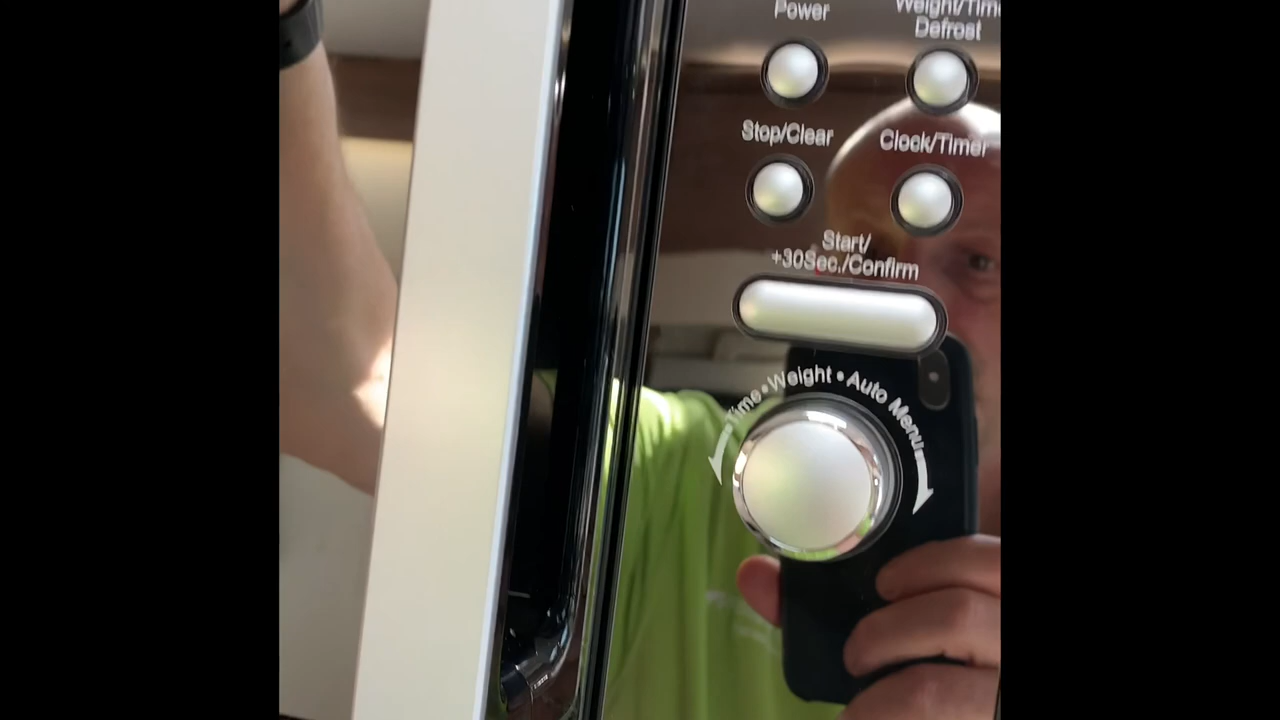 Power
Weight/Time
Defrost
Stop/Clear
Clock/Timer
Start/
+30Sec./Confirm
Time • Weight • Auto Menu